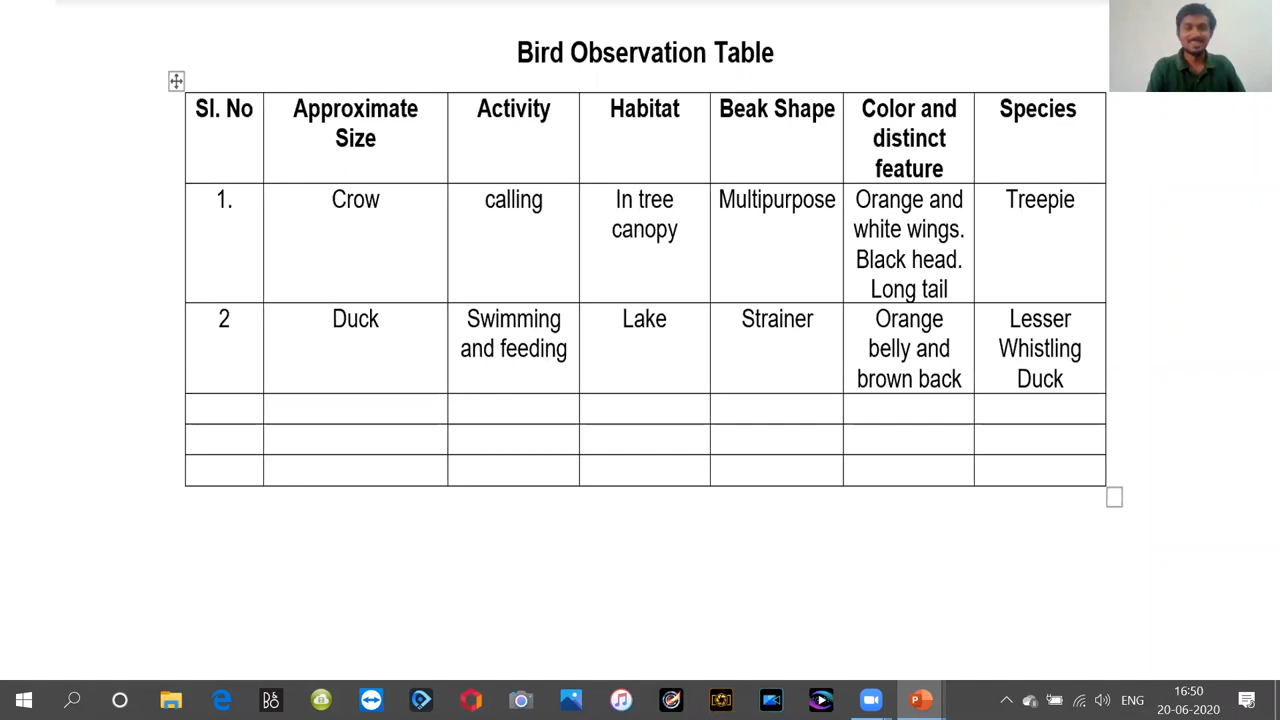 Bird Observation Table
Sl. No Approximate Size Activity Habitat Beak Shape Color and distinct feature Species
1. Crow calling In tree canopy Multipurpose Orange and white wings. Black head. Long tail Treepie
2 Duck Swimming and feeding Lake Strainer Orange belly and brown back Lesser Whistling Duck
B&O
ENG
16:50
20-06-2020